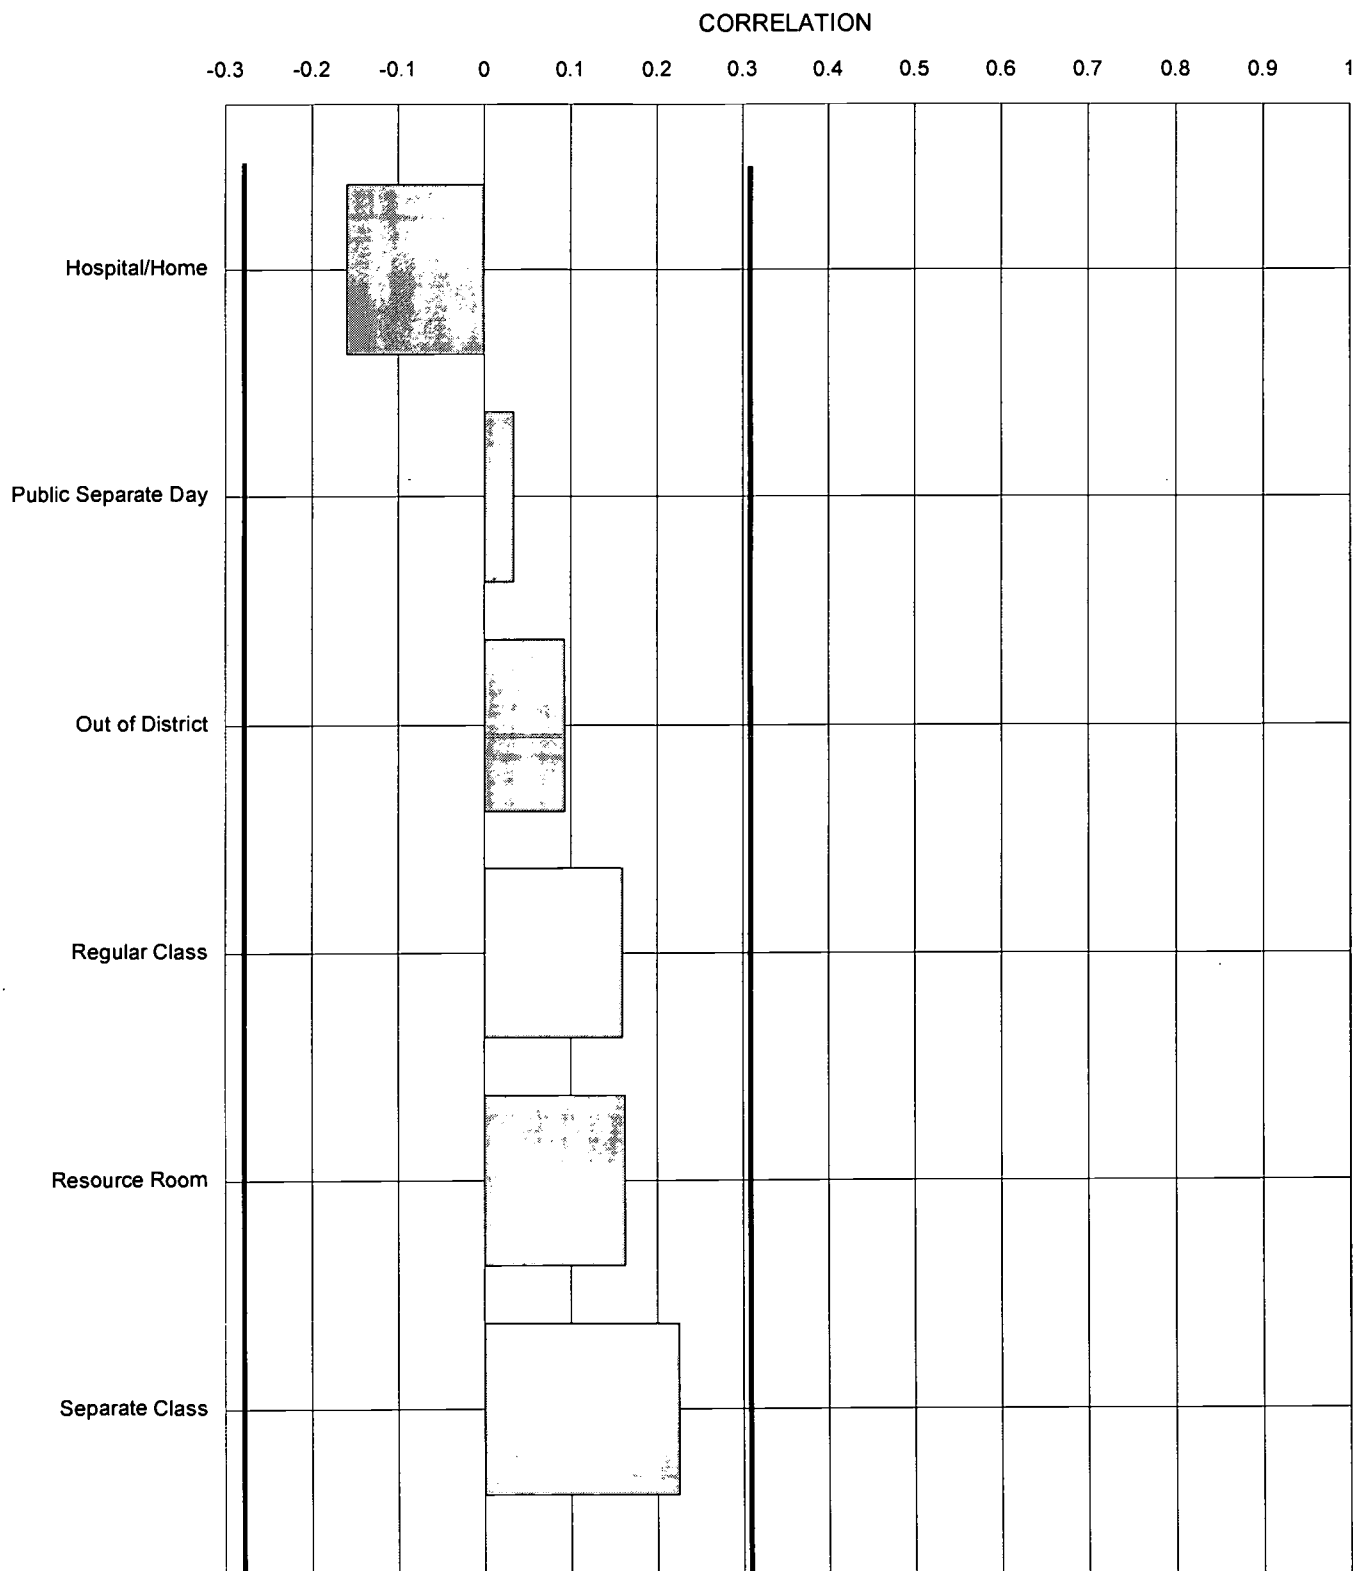 CORRELATION
-0.3 -0.2 -0.1 0 0.1 0.2 0.3 0.4 0.5 0.6 0.7 0.8 0.9 1
Hospital/Home
Public Separate Day
Out of District
Regular Class
Resource Room
Separate Class